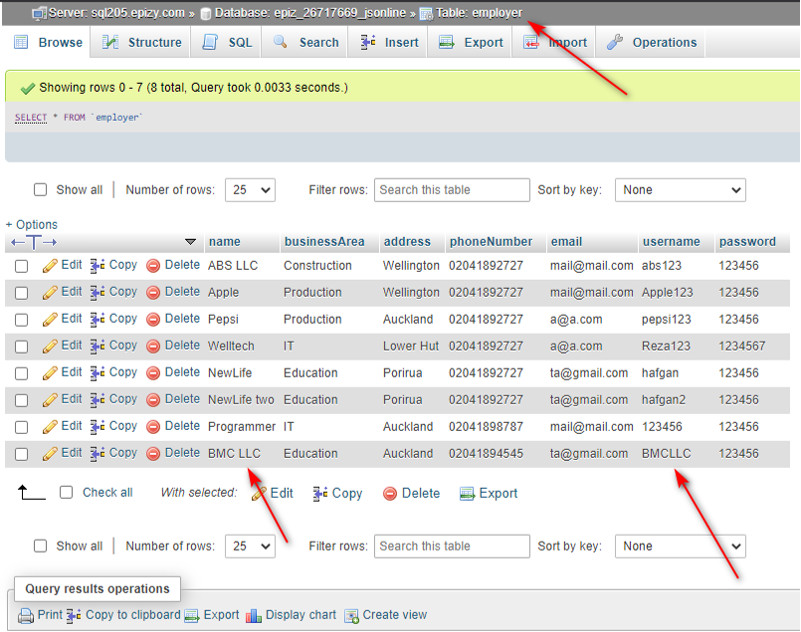 Server: sql205.epizy.com » Database: epiz_26717669_jsonline » Table: employer
Browse Structure SQL Search Insert Export Import Operations
Showing rows 0 - 7 (8 total, Query took 0.0033 seconds.)
SELECT * FROM `employer`
Show all | Number of rows: 25 Filter rows: Search this table Sort by key: None
+ Options
←T→ name businessArea address phoneNumber email username password
Edit Copy Delete ABS LLC Construction Wellington 02041892727 mail@mail.com abs123 123456
Edit Copy Delete Apple Production Wellington 02041892727 mail@mail.com Apple123 123456
Edit Copy Delete Pepsi Production Auckland 02041892727 a@a.com pepsi123 123456
Edit Copy Delete Welltech IT Lower Hut 02041892727 a@a.com Reza123 1234567
Edit Copy Delete NewLife Education Porirua 02041892727 ta@gmail.com hafgan 123456
Edit Copy Delete NewLife two Education Porirua 02041892727 ta@gmail.com hafgan2 123456
Edit Copy Delete Programmer IT Auckland 02041898787 mail@mail.com 123456 123456
Edit Copy Delete BMC LLC Education Auckland 02041894545 ta@gmail.com BMCLLC 123456
Check all With selected: Edit Copy Delete Export
Show all | Number of rows: 25 Filter rows: Search this table Sort by key: None
Query results operations
Print Copy to clipboard Export Display chart Create view